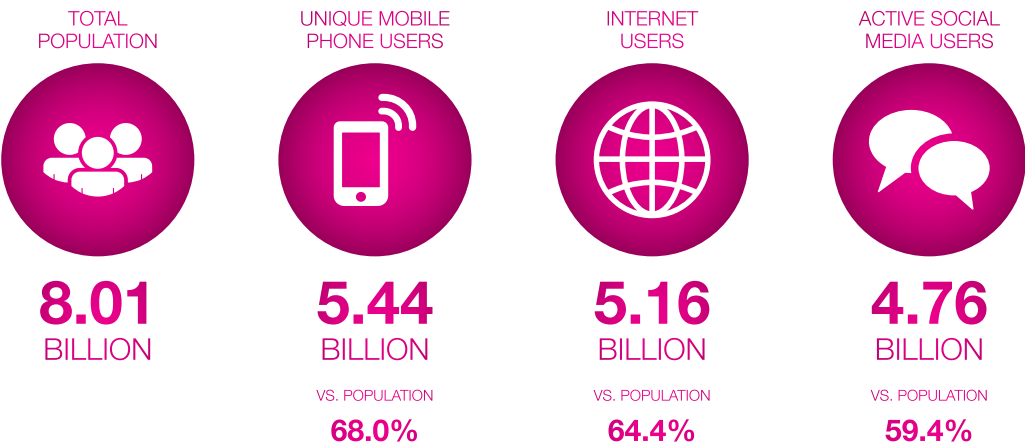 TOTAL
POPULATION
8.01
BILLION
UNIQUE MOBILE
PHONE USERS
5.44
BILLION
VS. POPULATION
68.0%
INTERNET
USERS
5.16
BILLION
VS. POPULATION
64.4%
ACTIVE SOCIAL
MEDIA USERS
4.76
BILLION
VS. POPULATION
59.4%